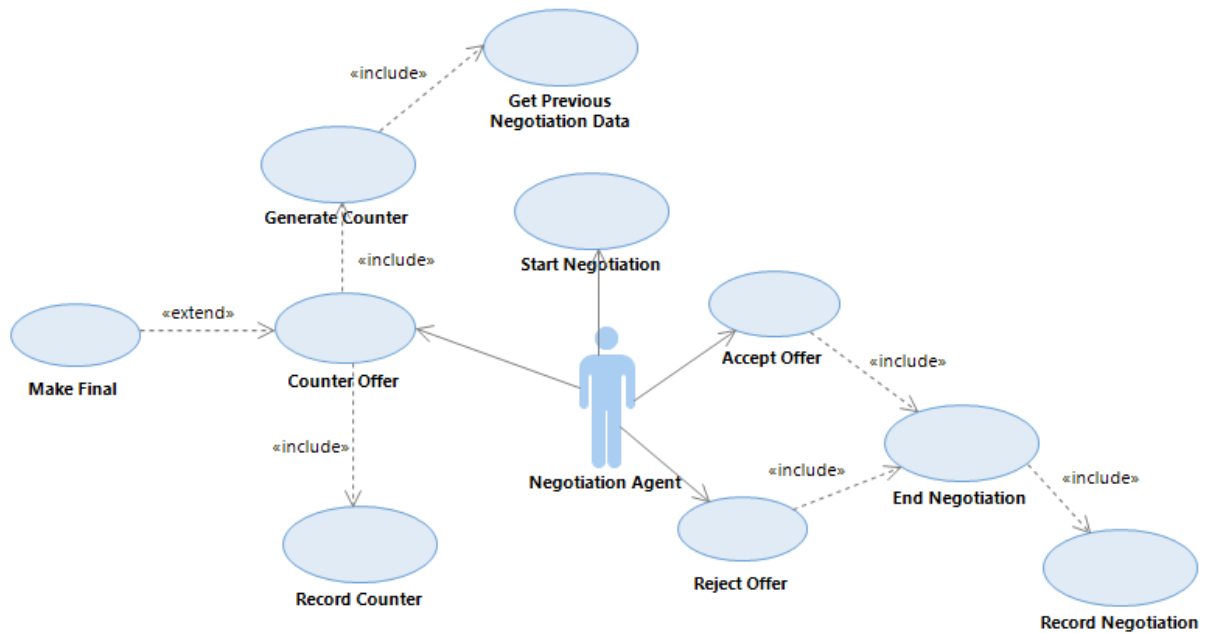 «include»
Get Previous
Negotiation Data
Generate Counter
«include»
Start Negotiation
«extend»
Make Final
Counter Offer
Accept Offer
«include»
«include»
Negotiation Agent
«include»
End Negotiation
«include»
Reject Offer
Record Counter
Record Negotiation